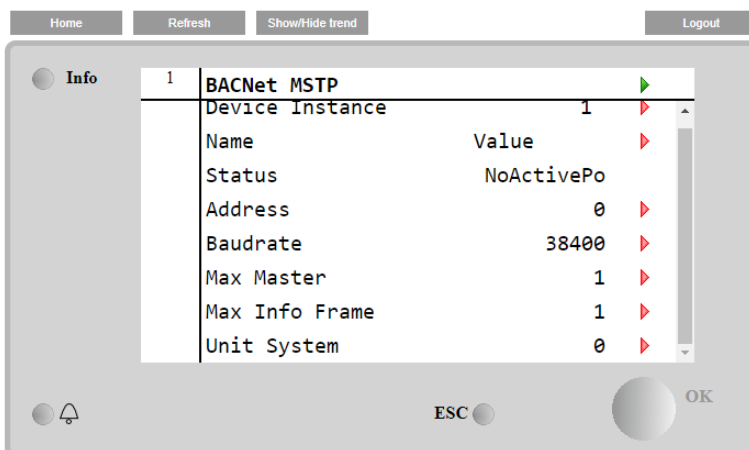 Home Refresh Show/Hide trend Logout
Info
1 BACNet MSTP
Device Instance 1
Name Value
Status NoActivePo
Address 0
Baudrate 38400
Max Master 1
Max Info Frame 1
Unit System 0
ESC OK